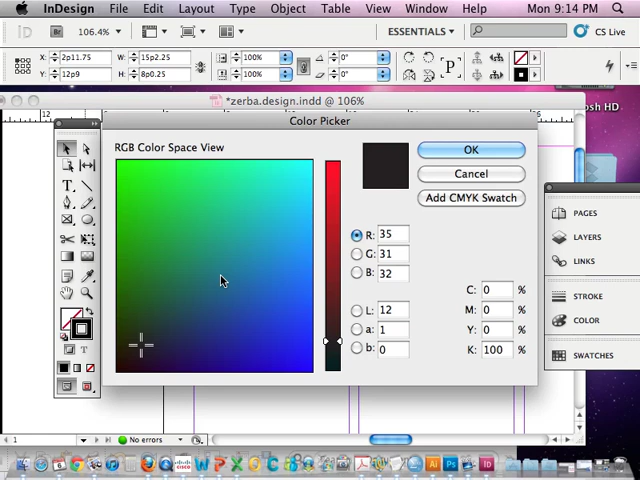 InDesign File Edit Layout Type Object Table View Window Help Mon 9:14 PM
106.4% ESSENTIALS CS Live
X: 2p11.75 W: 15p2.25 100% 0° P
Y: 12p9 H: 8p0.25 100% 0°
*zerba.design.indd @ 106%
Color Picker
RGB Color Space View
OK
Cancel
Add CMYK Swatch
R: 35
G: 31
B: 32
L: 12
a: 1
b: 0
C: 0 %
M: 0 %
Y: 0 %
K: 100 %
PAGES
LAYERS
LINKS
STROKE
COLOR
SWATCHES
T
1 No errors